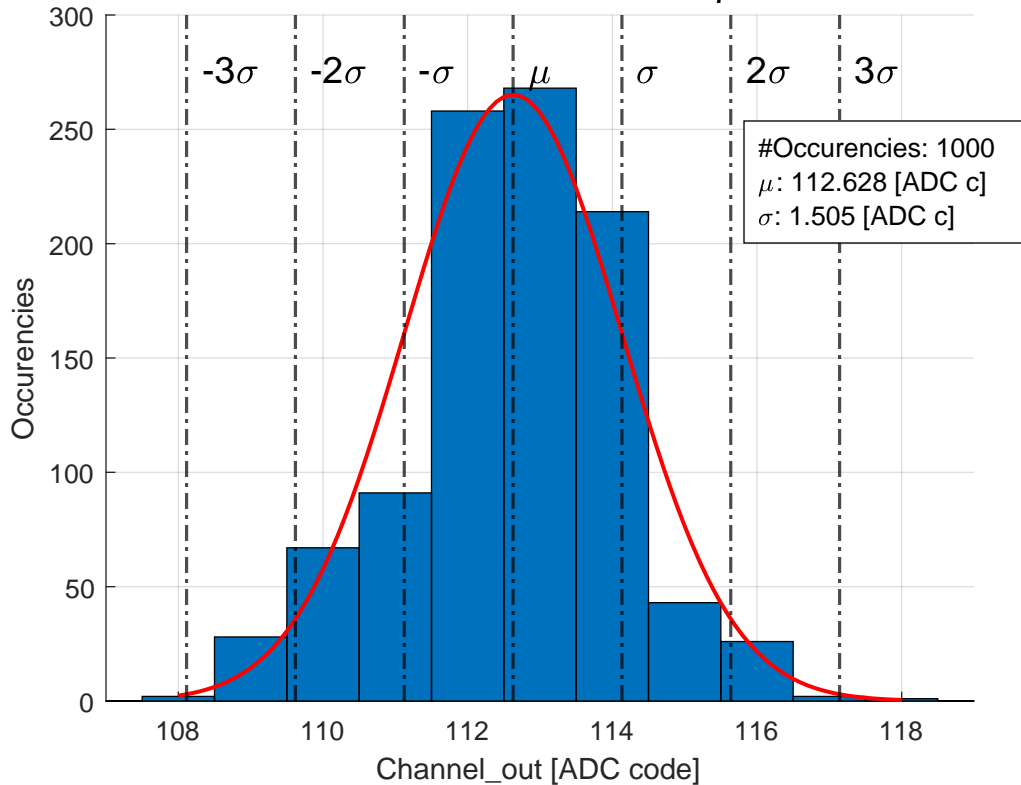 300
250
200
150
100
50
0
-3σ -2σ -σ μ σ 2σ 3σ
#Occurencies: 1000
μ: 112.628 [ADC c]
σ: 1.505 [ADC c]
Occurencies
108 110 112 114 116 118
Channel_out [ADC code]